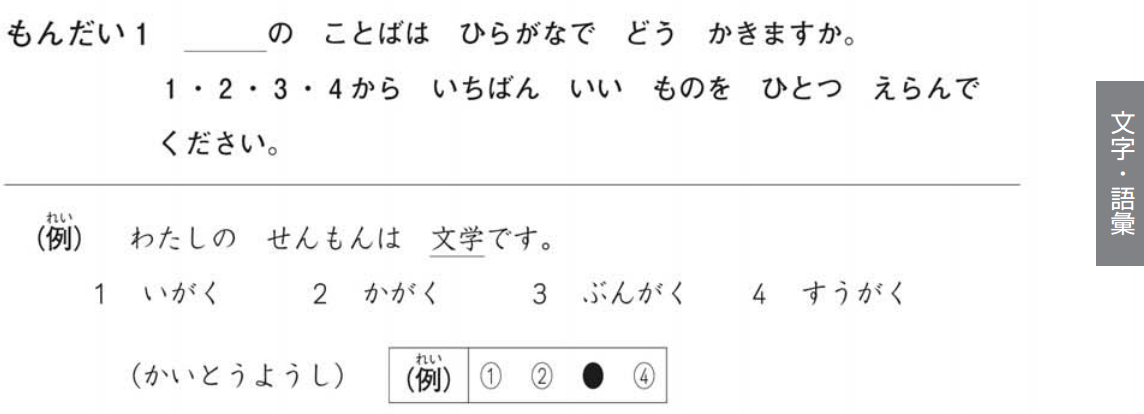 もんだい1　＿＿＿の　ことばは　ひらがなで　どう　かきますか。
1・2・3・4から　いちばん　いい　ものを　ひとつ　えらんで
ください。
(例)　わたしの　せんもんは　文学です。
れい
1　いがく　2　かがく　3　ぶんがく　4　すうがく
(かいとうようし)　(例)　①　②　●　④
れい
文字・語彙